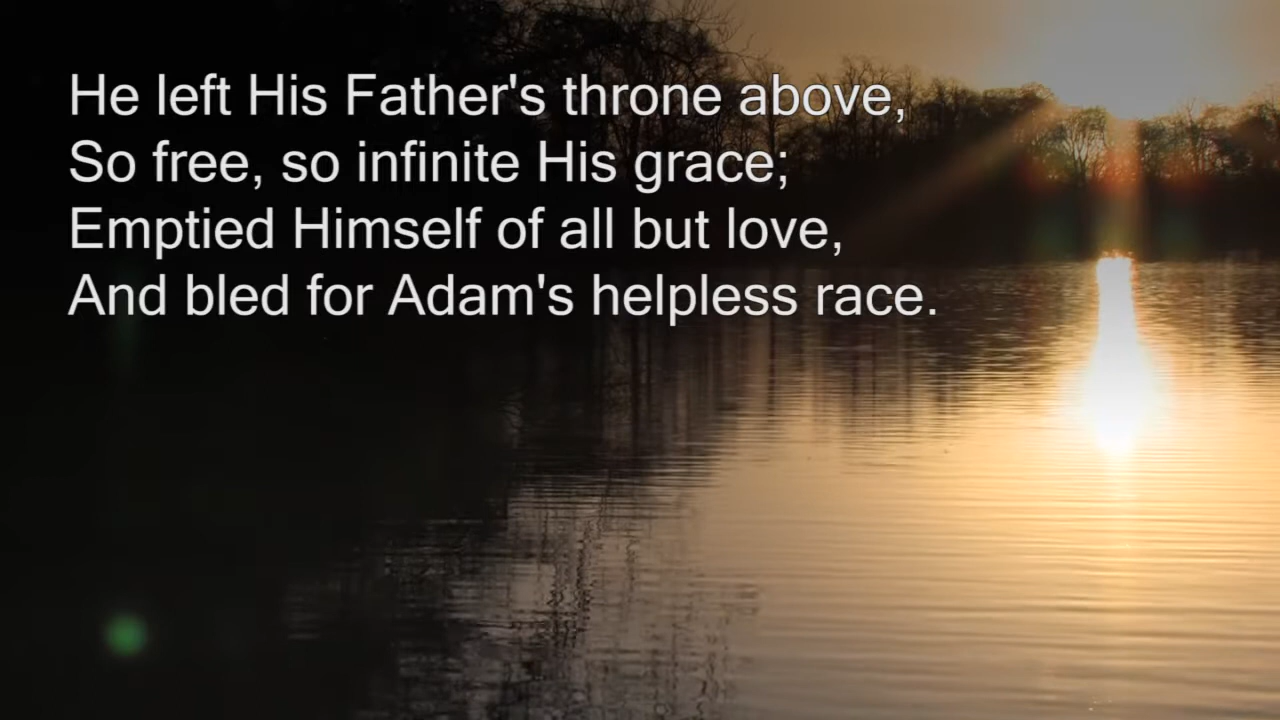 He left His Father's throne above,
So free, so infinite His grace;
Emptied Himself of all but love,
And bled for Adam's helpless race.